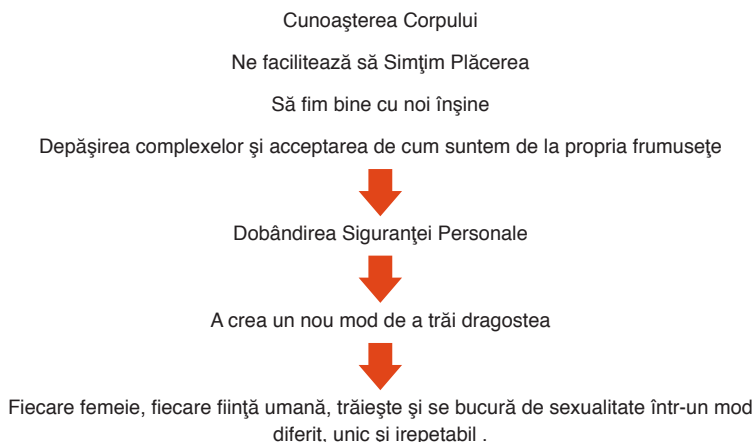 Cunoaşterea Corpului
Ne facilitează să Simţim Plăcerea
Să fim bine cu noi înşine
Depăşirea complexelor şi acceptarea de cum suntem de la propria frumuseţe
Dobândirea Siguranţei Personale
A crea un nou mod de a trăi dragostea
Fiecare femeie, fiecare fiinţă umană, trăieşte şi se bucură de sexualitate într-un mod
diferit, unic şi irepetabil .